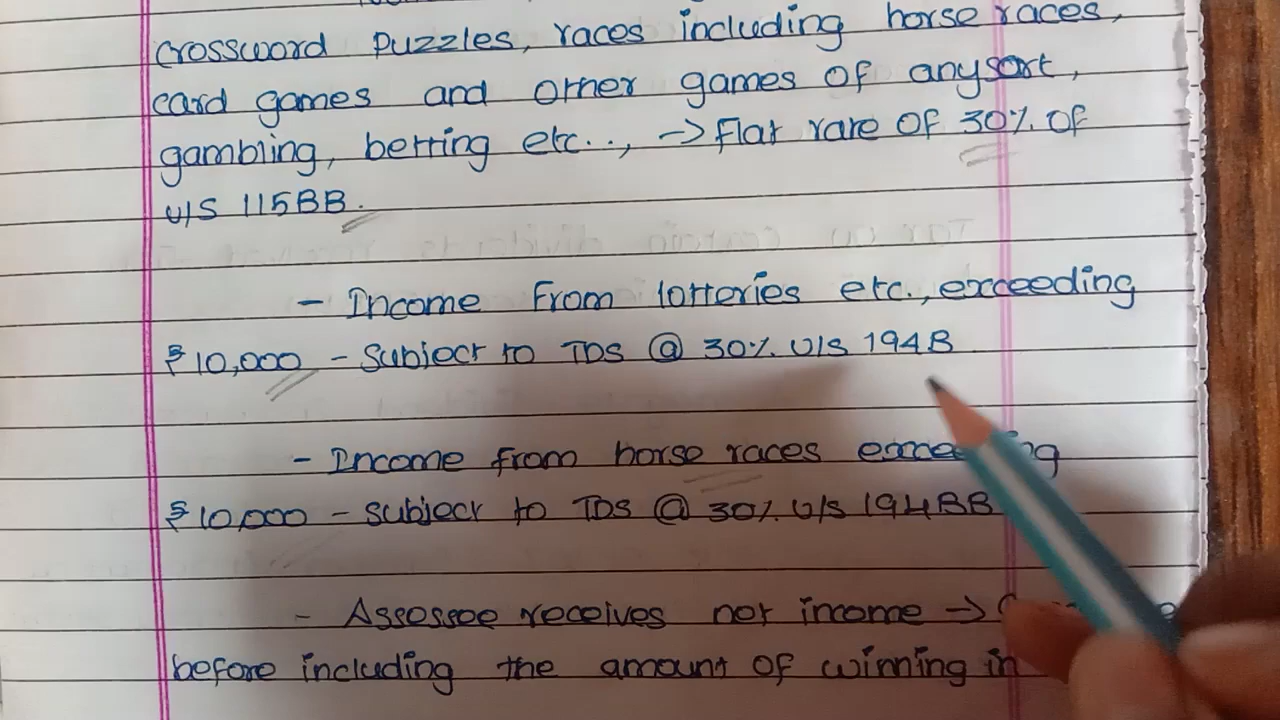 crossword puzzles, races including horse races,
card games and other games of any sort,
gambling, betting etc.., → Flat rate of 30% of
u/s 115BB.
- Income From lotteries etc., exceeding
₹10,000 - Subject to TDS @ 30% U/s 194B
- Income from horse races exceeding
₹10,000 - subject to TDS @ 30% U/s 194BB
- Assessee receives net income →
before including the amount of winning in